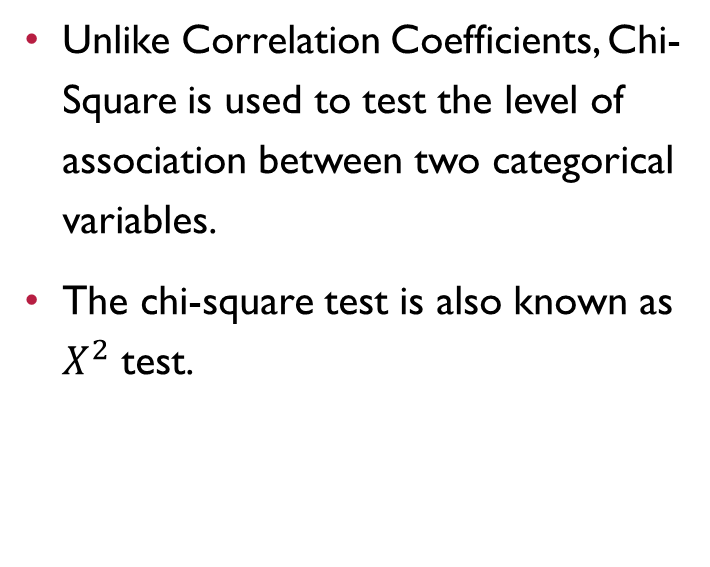 • Unlike Correlation Coefficients, Chi-
Square is used to test the level of
association between two categorical
variables.
• The chi-square test is also known as
X² test.